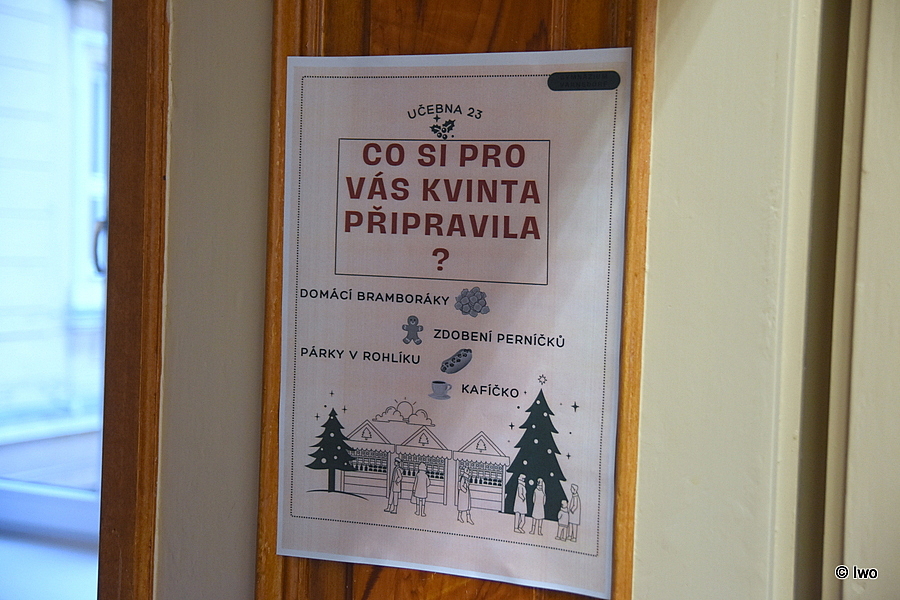 UČEBNA 23
CO SI PRO
VÁS KVINTA
PŘIPRAVILA
?
DOMÁCÍ BRAMBORÁKY
ZDOBENÍ PERNÍČKŮ
PÁRKY V ROHLÍKU
KAFÍČKO
© Iwo